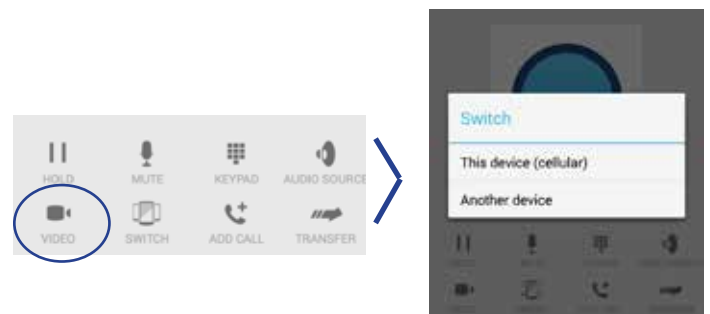 HOLD MUTE KEYPAD AUDIO SOURCE
VIDEO SWITCH ADD CALL TRANSFER
Switch
This device (cellular)
Another device